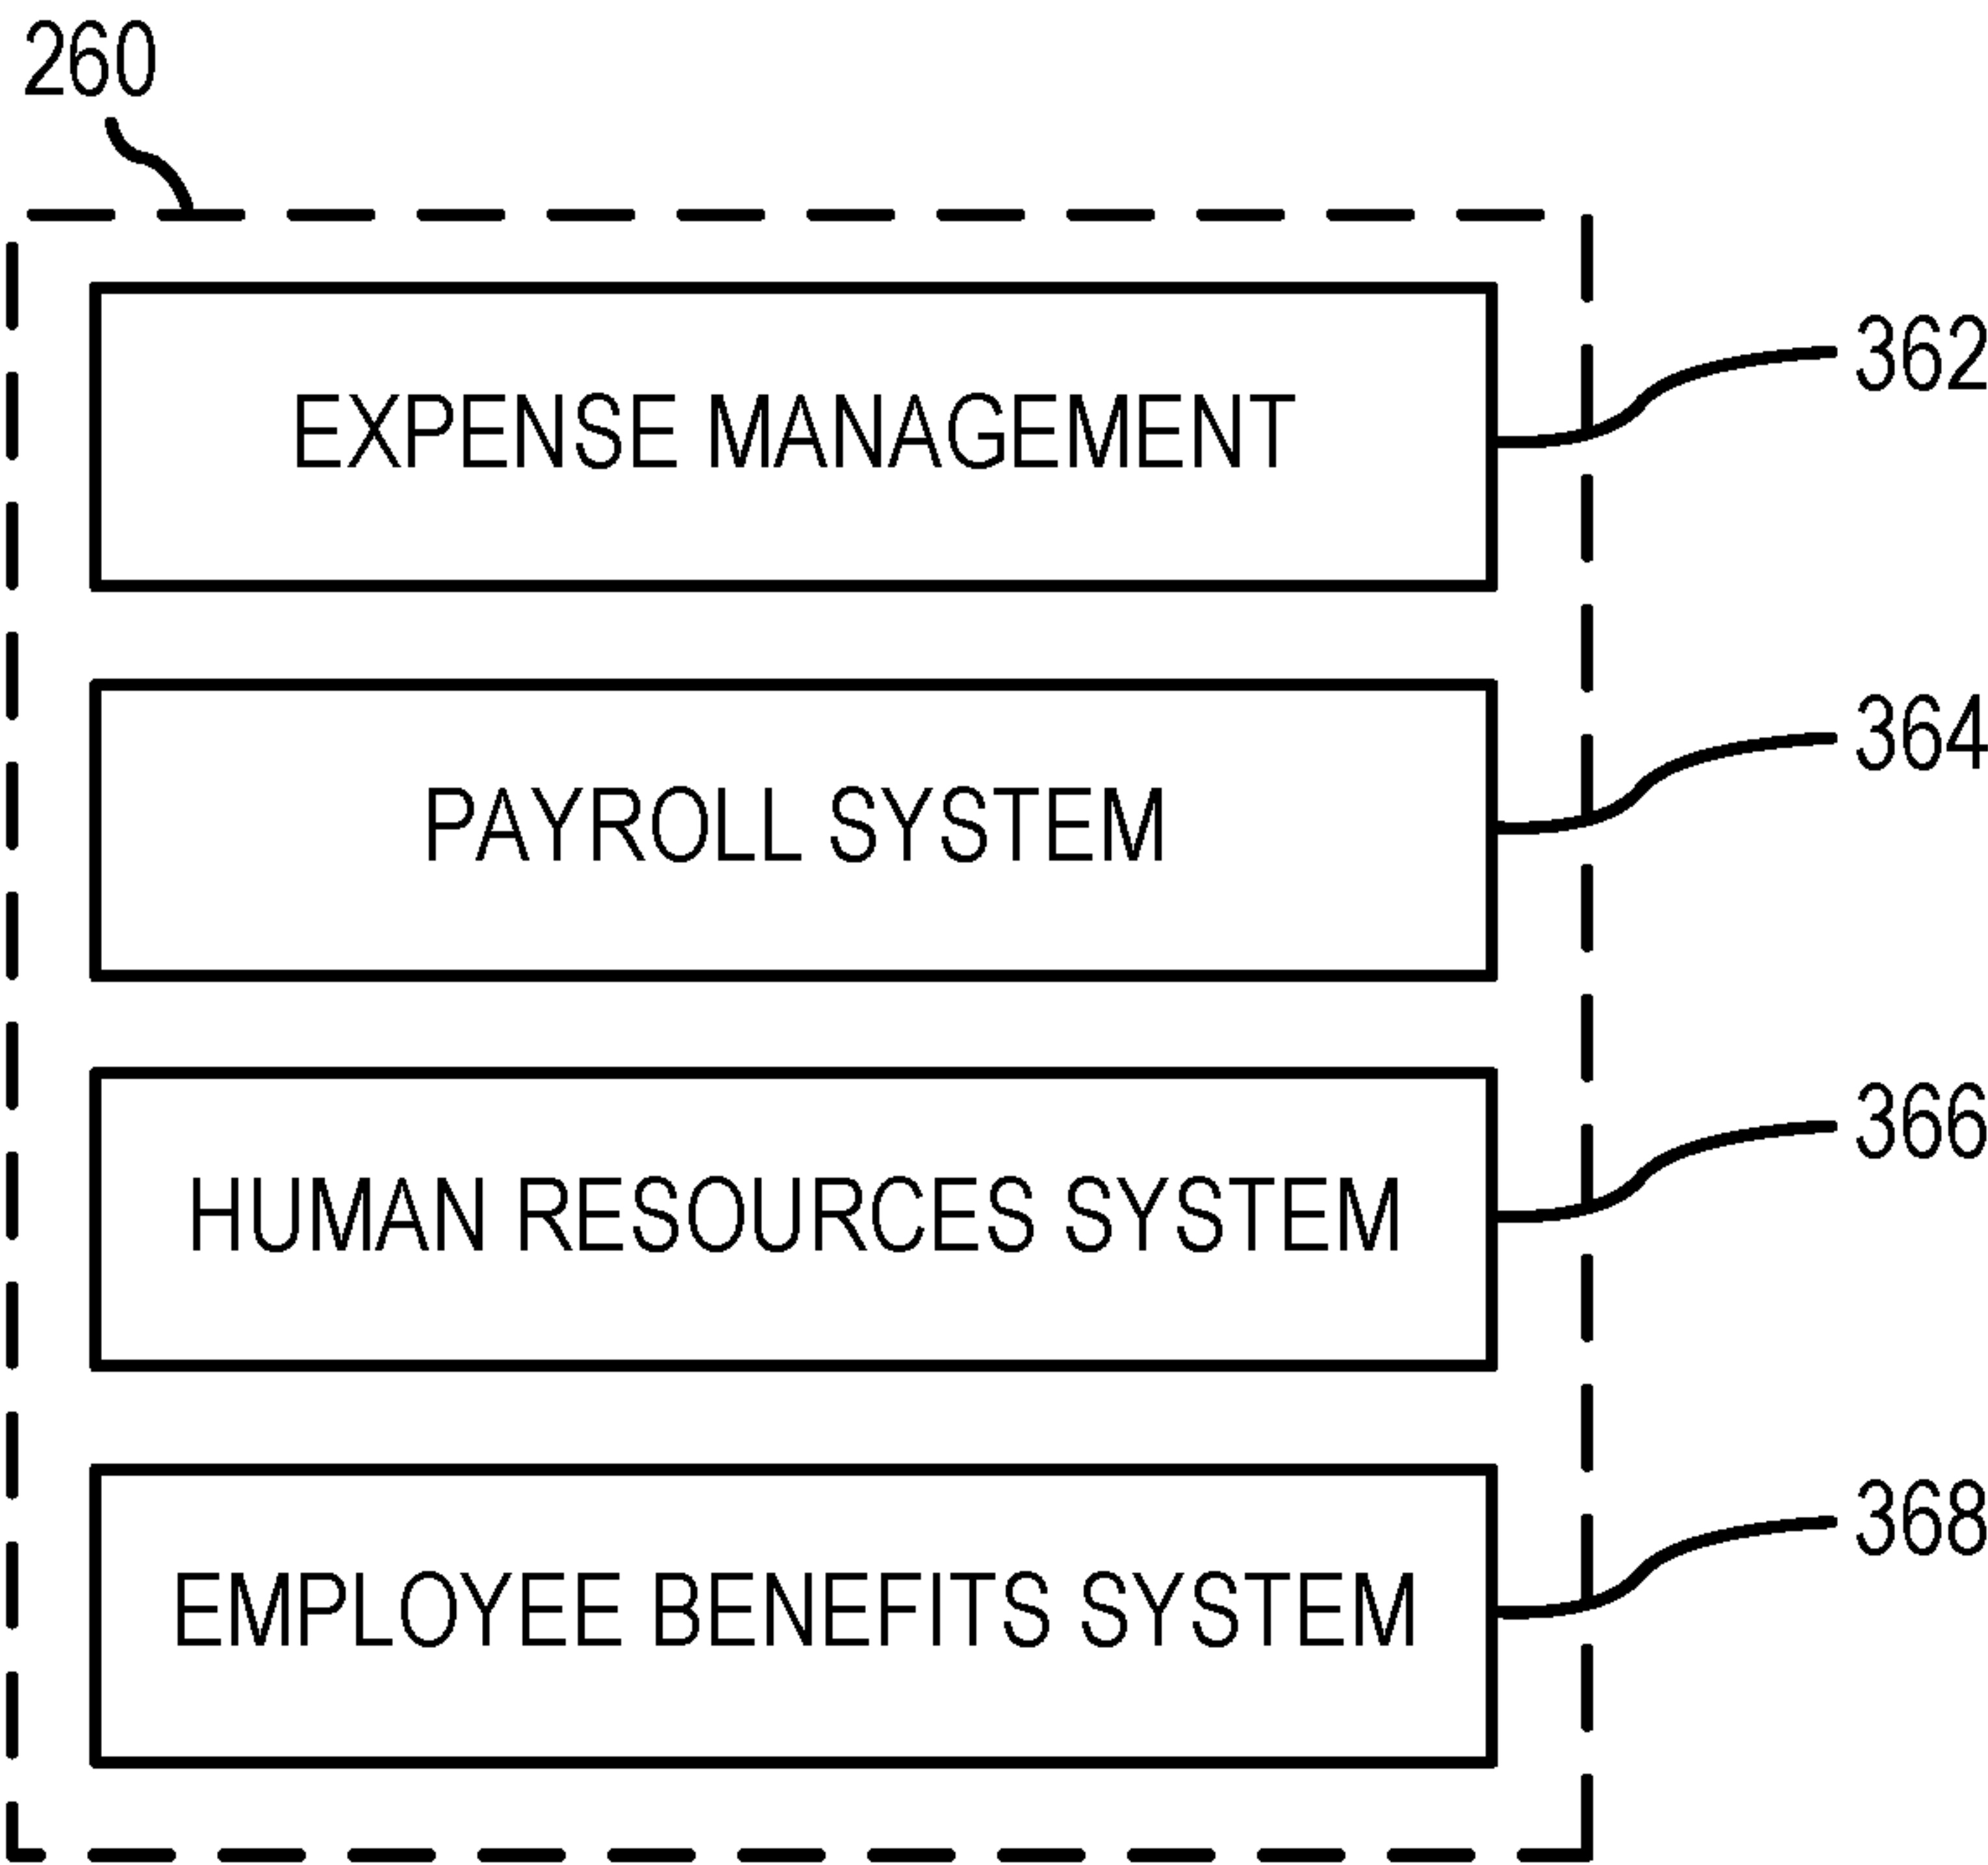 260
EXPENSE MANAGEMENT
362
PAYROLL SYSTEM
364
HUMAN RESOURCES SYSTEM
366
EMPLOYEE BENEFITS SYSTEM
368